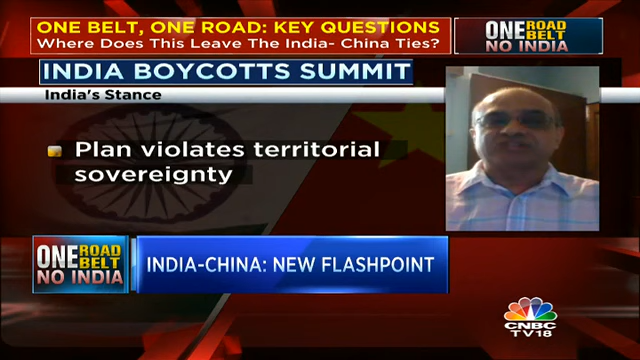 ONE BELT, ONE ROAD: KEY QUESTIONS
Where Does This Leave The India- China Ties?
ONE ROAD BELT
NO INDIA
INDIA BOYCOTTS SUMMIT
India's Stance
Plan violates territorial
sovereignty
ONE ROAD BELT
NO INDIA
INDIA-CHINA: NEW FLASHPOINT
CNBC
TV18